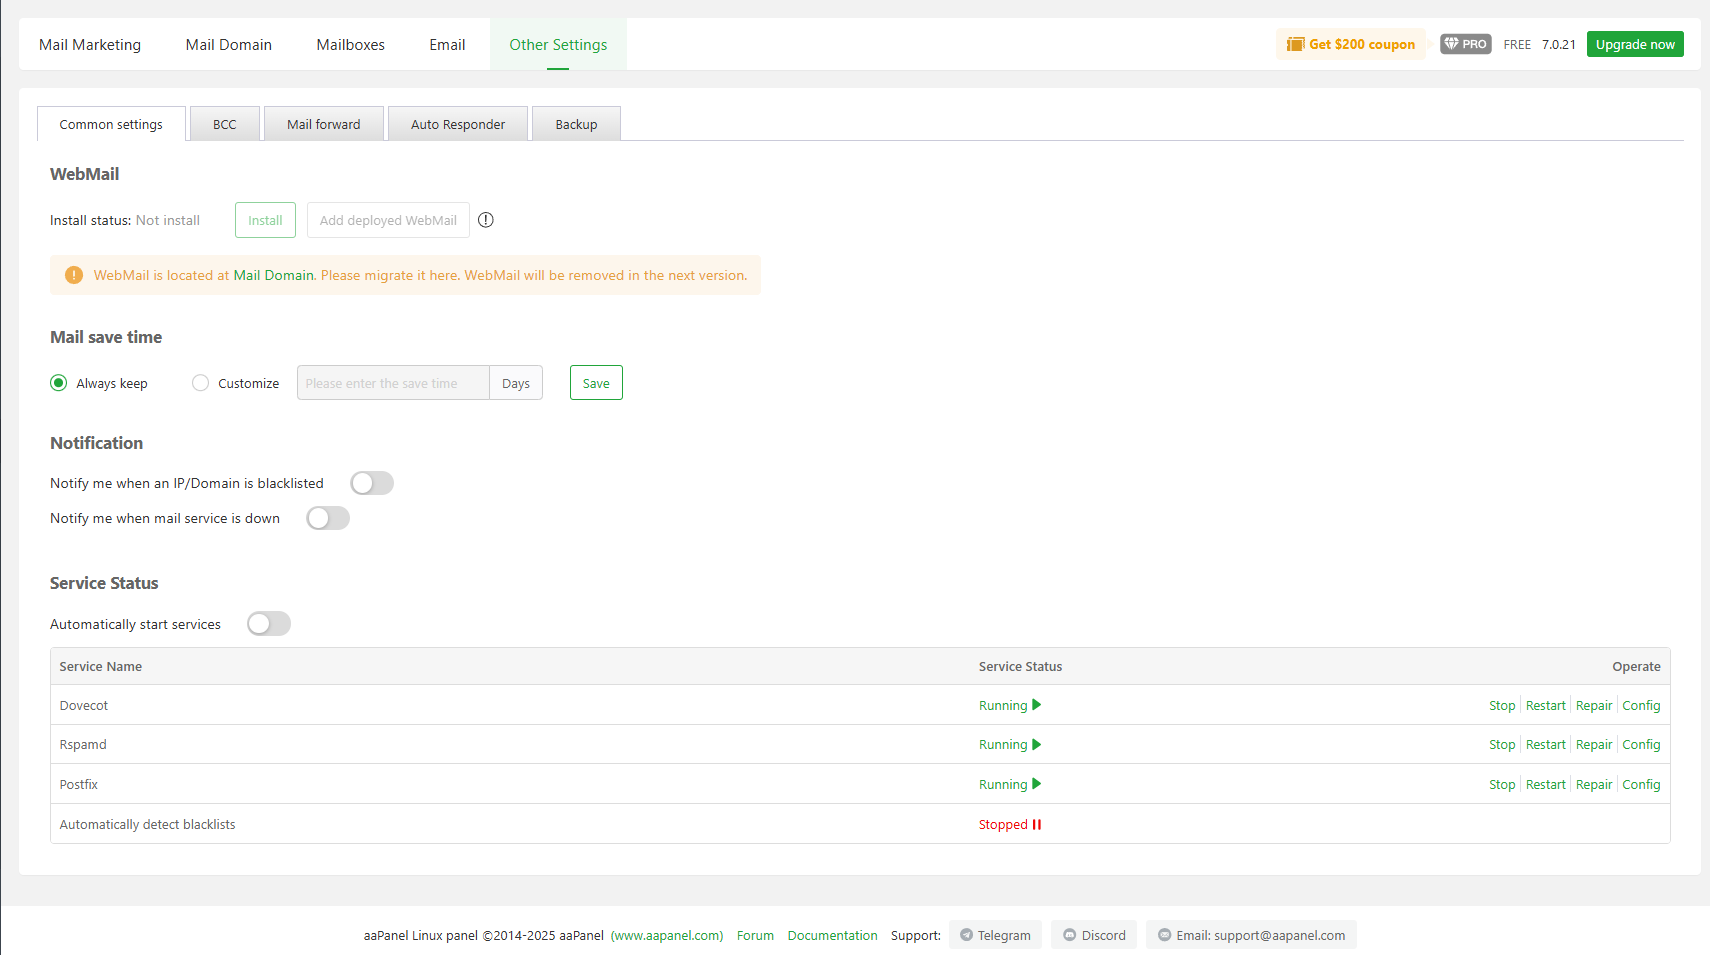 Mail Marketing Mail Domain Mailboxes Email Other Settings Get $200 coupon PRO FREE 7.0.21 Upgrade now
Common settings BCC Mail forward Auto Responder Backup
WebMail
Install status: Not install Install Add deployed WebMail
WebMail is located at Mail Domain. Please migrate it here. WebMail will be removed in the next version.
Mail save time
Always keep Customize Please enter the save time Days Save
Notification
Notify me when an IP/Domain is blacklisted
Notify me when mail service is down
Service Status
Automatically start services
Service Name Service Status Operate
Dovecot Running Stop Restart Repair Config
Rspamd Running Stop Restart Repair Config
Postfix Running Stop Restart Repair Config
Automatically detect blacklists Stopped
aaPanel Linux panel ©2014-2025 aaPanel (www.aapanel.com) Forum Documentation Support: Telegram Discord Email: support@aapanel.com